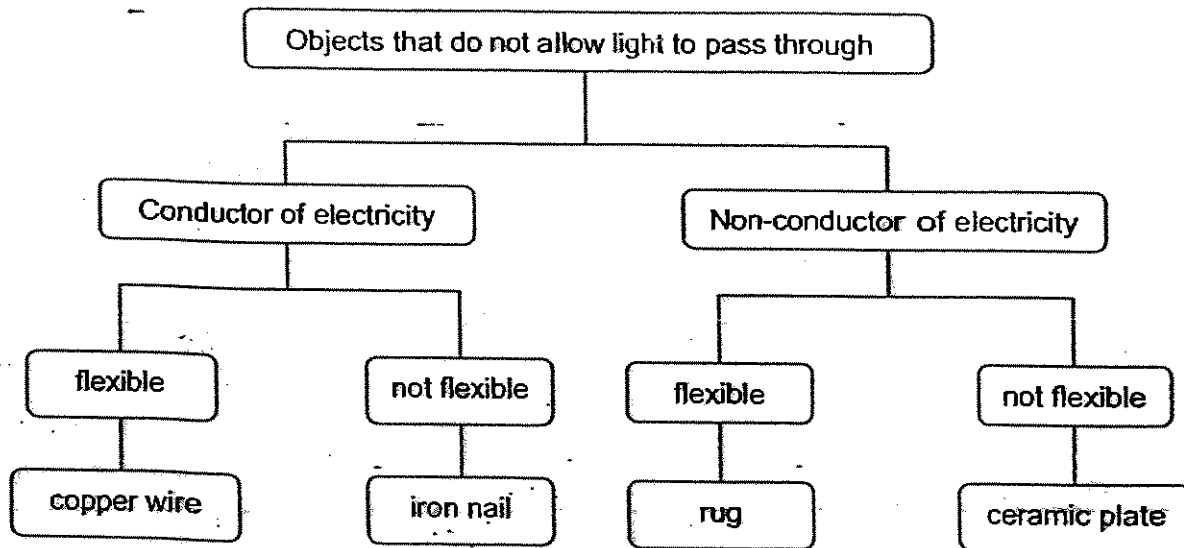 Objects that do not allow light to pass through
Conductor of electricity
Non-conductor of electricity
flexible
not flexible
flexible
not flexible
copper wire
iron nail
rug
ceramic plate